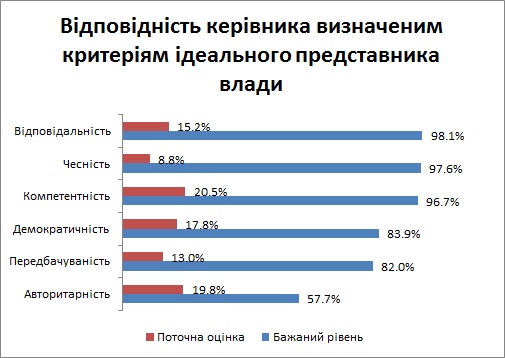 Відповідність керівника визначеним
критеріям ідеального представника
влади
Відповідальність 15.2% 98.1%
Чесність 8.8% 97.6%
Компетентність 20.5% 96.7%
Демократичність 17.8% 83.9%
Передбачуваність 13.0% 82.0%
Авторитарність 19.8% 57.7%
Поточна оцінка Бажаний рівень